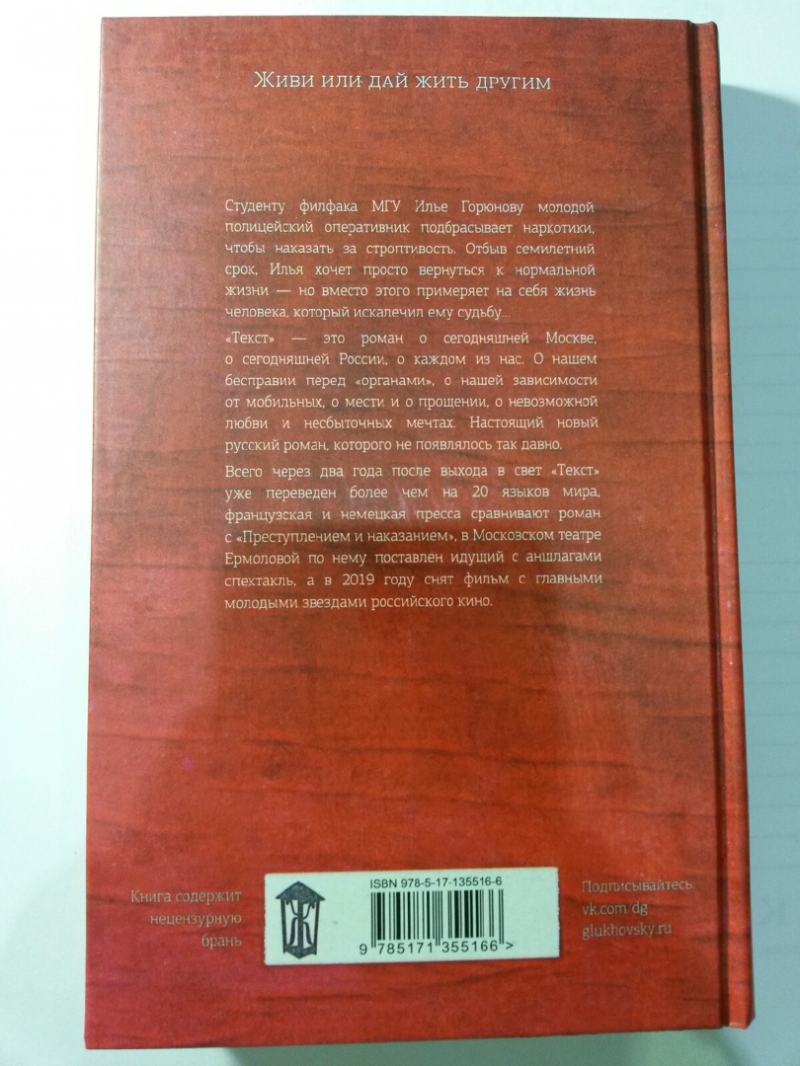 Живи или дай жить другим
Студенту филфака МГУ Илье Горюнову молодой
полицейский оперативник подбрасывает наркотики,
чтобы наказать за строптивость. Отбыв семилетний
срок, Илья хочет просто вернуться к нормальной
жизни — но вместо этого примеряет на себя жизнь
человека, который искалечил ему судьбу...
«Текст» — это роман о сегодняшней Москве,
о сегодняшней России, о каждом из нас. О нашем
бесправии перед «органами», о нашей зависимости
от мобильных, о мести и о прощении, о невозможной
любви и несбыточных мечтах. Настоящий новый
русский роман, которого не появлялось так давно.
Всего через два года после выхода в свет «Текст»
уже переведен более чем на 20 языков мира,
французская и немецкая пресса сравнивают роман
с «Преступлением и наказанием», в Московском театре
Ермоловой по нему поставлен идущий с аншлагами
спектакль, а в 2019 году снят фильм с главными
молодыми звездами российского кино.
Книга содержит
нецензурную
брань
Ж
ISBN 978-5-17-135516-6
9 785171 355166 >
Подписывайтесь:
vk.com/dg
glukhovsky.ru